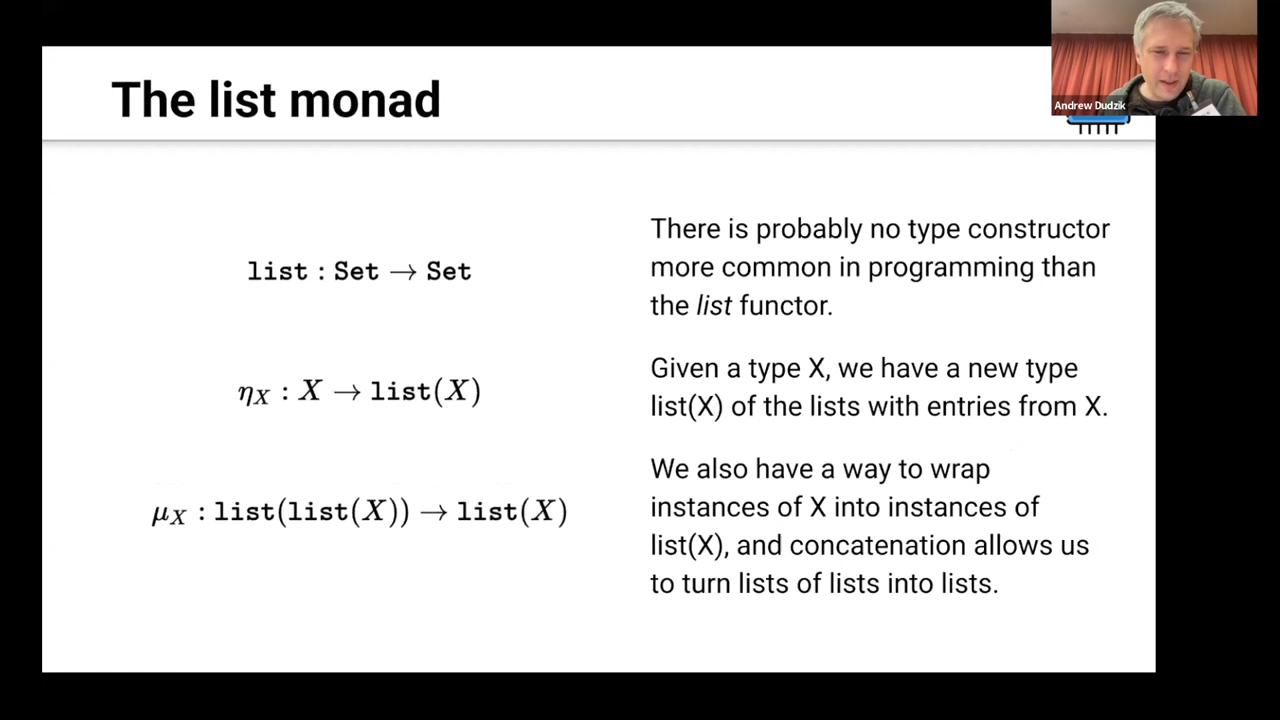 The list monad
Andrew Dudzik
list : Set → Set
η_X : X → list(X)
μ_X : list(list(X)) → list(X)
There is probably no type constructor
more common in programming than
the list functor.
Given a type X, we have a new type
list(X) of the lists with entries from X.
We also have a way to wrap
instances of X into instances of
list(X), and concatenation allows us
to turn lists of lists into lists.